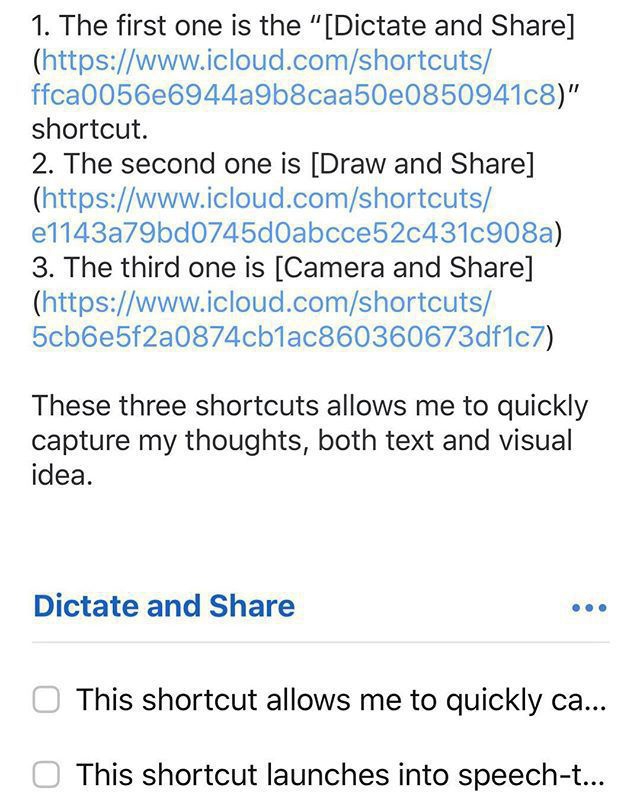 1. The first one is the “[Dictate and Share]
(https://www.icloud.com/shortcuts/
ffca0056e6944a9b8caa50e0850941c8)”
shortcut.
2. The second one is [Draw and Share]
(https://www.icloud.com/shortcuts/
e1143a79bd0745d0abcce52c431c908a)
3. The third one is [Camera and Share]
(https://www.icloud.com/shortcuts/
5cb6e5f2a0874cb1ac860360673df1c7)
These three shortcuts allows me to quickly
capture my thoughts, both text and visual
idea.
Dictate and Share
This shortcut allows me to quickly ca...
This shortcut launches into speech-t...